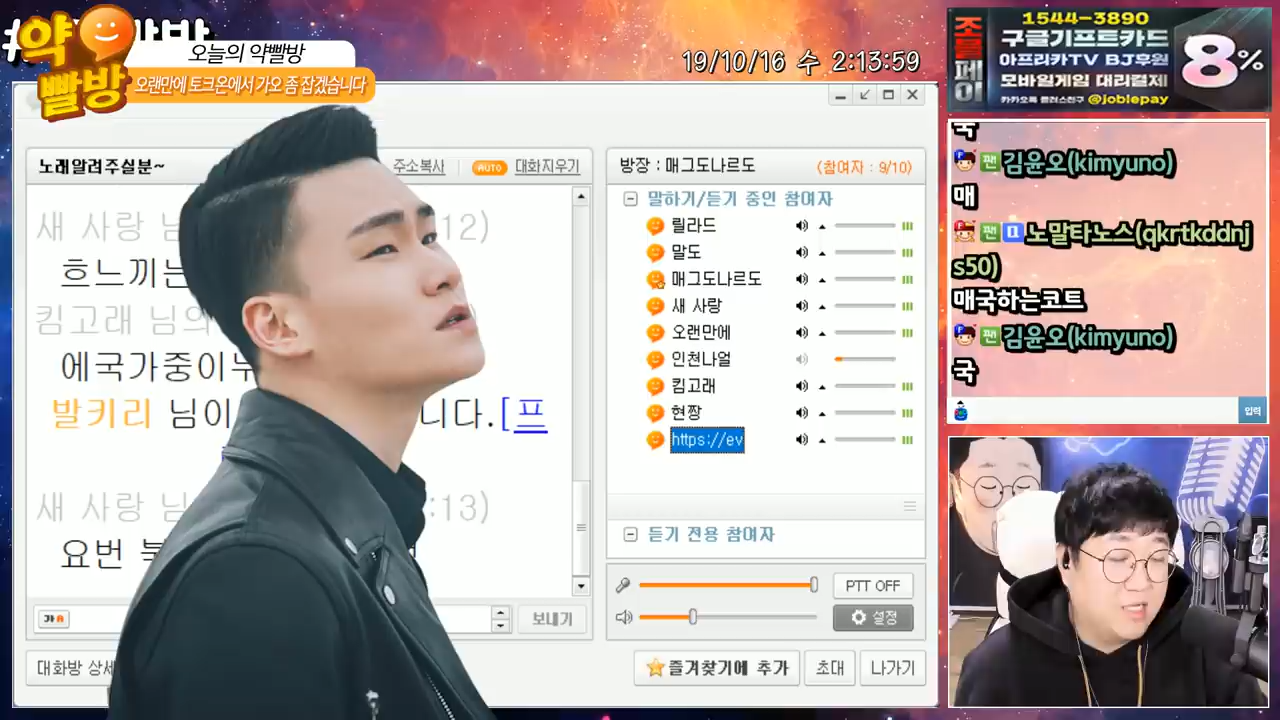 약빨방
오늘의 약빨방
오랜만에 토크온에서 가오 좀 잡겠습니다
19/10/16 수 2:13:59
조블페이
1544-3890
구글기프트카드
아프리카TV BJ후원
모바일게임 대리결제
카카오톡 플러스친구 @joblepay
8%
노래알려주실분~
주소복사
AUTO
대화지우기
새 사랑 님
12)
흐느끼는
킴고래 님의
에국가중이누
발키리 님이
니다.[프
새 사랑 님
:13)
요번 북
가A
보내기
대화방 상세
방장 : 매그도나르도
(참여자 : 9/10)
말하기/듣기 중인 참여자
릴라드
말도
매그도나르도
새 사랑
오랜만에
인천나얼
킴고래
현짱
https://ev
듣기 전용 참여자
PTT OFF
설정
즐겨찾기에 추가
초대
나가기
국
팬 김윤오(kimyuno)
매
팬 노말타노스(qkrtkddnj
s50)
매국하는코트
팬 김윤오(kimyuno)
국
입력